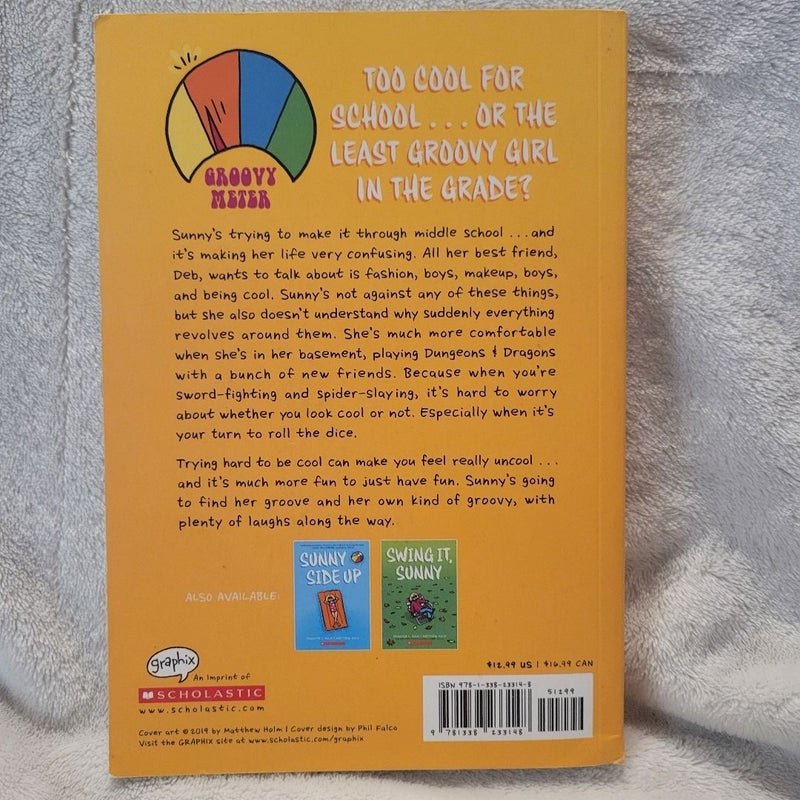 GROOVY
METER
TOO COOL FOR
SCHOOL . . . OR THE
LEAST GROOVY GIRL
IN THE GRADE?
Sunny's trying to make it through middle school . . . and
it's making her life very confusing. All her best friend,
Deb, wants to talk about is fashion, boys, makeup, boys,
and being cool. Sunny's not against any of these things,
but she also doesn't understand why suddenly everything
revolves around them. She's much more comfortable
when she's in her basement, playing Dungeons & Dragons
with a bunch of new friends. Because when you're
sword-fighting and spider-slaying, it's hard to worry
about whether you look cool or not. Especially when it's
your turn to roll the dice.
Trying hard to be cool can make you feel really uncool . . .
and it's much more fun to just have fun. Sunny's going
to find her groove and her own kind of groovy, with
plenty of laughs along the way.
ALSO AVAILABLE:
SUNNY
SIDE UP
SWING IT,
SUNNY
graphix
An Imprint of
SCHOLASTIC
www.scholastic.com
$12.99 US | $16.99 CAN
ISBN 978-1-338-23314-8
51299
9 781338 233148
Cover art © 2019 by Matthew Holm | Cover design by Phil Falco
Visit the GRAPHIX site at www.scholastic.com/graphix